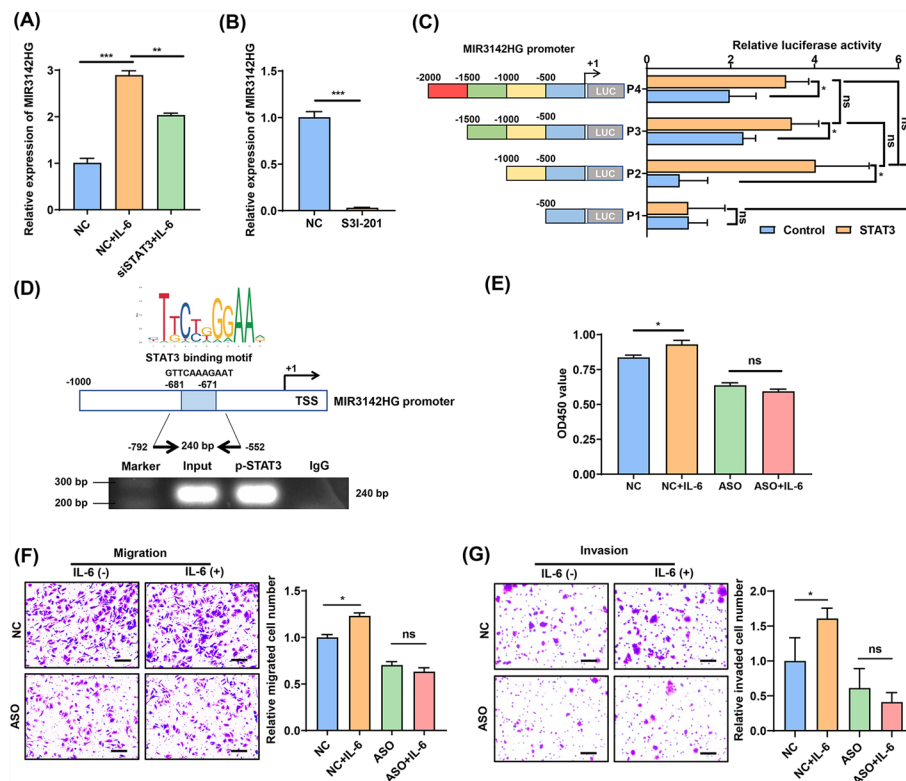 (A)
Relative expression of MIR3142HG
***
**
3
2
1
0
NC
NC+IL-6
siSTAT3+IL-6
(B)
Relative expression of MIR3142HG
***
1.5
1.0
0.5
0.0
NC
S3I-201
(C)
MIR3142HG promoter
+1
-2000
-1500
-1000
-500
LUC
-1500
-1000
-500
LUC
-1000
-500
LUC
-500
LUC
Relative luciferase activity
0
2
4
6
P4
P3
P2
P1
*
*
*
ns
ns
ns
ns
Control
STAT3
(D)
STAT3 binding motif
GTTCAAAGAAT
-1000
-681
-671
+1
TSS
MIR3142HG promoter
-792
240 bp
-552
Marker
Input
p-STAT3
IgG
300 bp
200 bp
240 bp
(E)
OD450 value
1.00
0.75
0.50
0.25
0.00
*
ns
NC
NC+IL-6
ASO
ASO+IL-6
(F)
Migration
IL-6 (-)
IL-6 (+)
NC
ASO
Relative migrated cell number
1.5
1.0
0.5
0.0
*
ns
NC
NC+IL-6
ASO
ASO+IL-6
(G)
Invasion
IL-6 (-)
IL-6 (+)
NC
ASO
Relative invaded cell number
2.0
1.5
1.0
0.5
0.0
*
ns
NC
NC+IL-6
ASO
ASO+IL-6